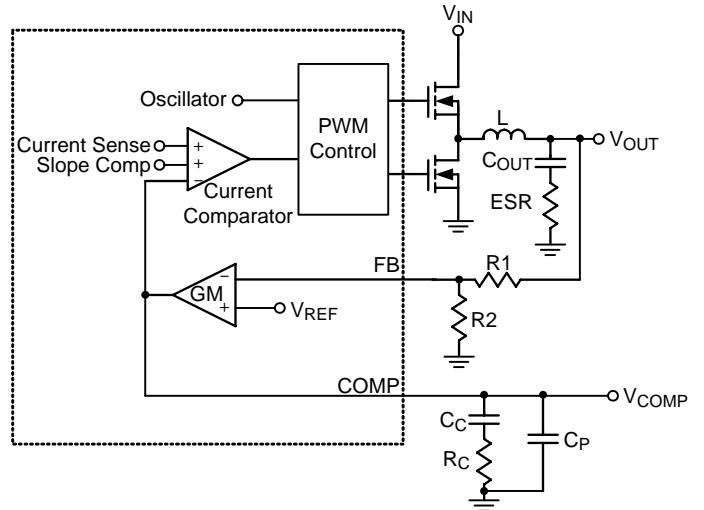 VIN
Oscillator
PWM
Control
L
VOUT
Current Sense
+
Slope Comp
+
−
COUT
Current
Comparator
ESR
FB
R1
−
GM
+
VREF
R2
COMP
VCOMP
CC
CP
RC